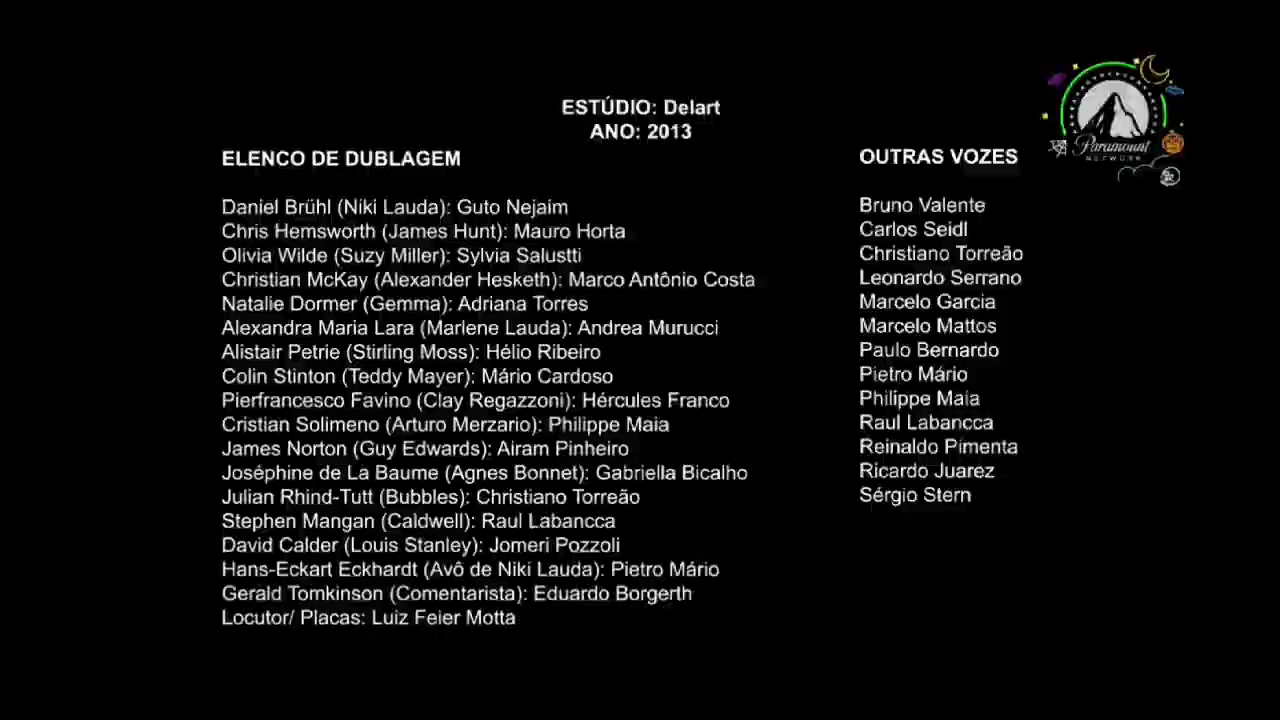 ESTÚDIO: Delart
ANO: 2013
ELENCO DE DUBLAGEM
Daniel Brühl (Niki Lauda): Guto Nejaim
Chris Hemsworth (James Hunt): Mauro Horta
Olivia Wilde (Suzy Miller): Sylvia Salustti
Christian McKay (Alexander Hesketh): Marco Antônio Costa
Natalie Dormer (Gemma): Adriana Torres
Alexandra Maria Lara (Marlene Lauda): Andrea Murucci
Alistair Petrie (Stirling Moss): Hélio Ribeiro
Colin Stinton (Teddy Mayer): Mário Cardoso
Pierfrancesco Favino (Clay Regazzoni): Hércules Franco
Cristian Solimeno (Arturo Merzario): Philippe Maia
James Norton (Guy Edwards): Airam Pinheiro
Joséphine de La Baume (Agnes Bonnet): Gabriella Bicalho
Julian Rhind-Tutt (Bubbles): Christiano Torreão
Stephen Mangan (Caldwell): Raul Labancca
David Calder (Louis Stanley): Jomeri Pozzoli
Hans-Eckart Eckhardt (Avô de Niki Lauda): Pietro Mário
Gerald Tomkinson (Comentarista): Eduardo Borgerth
Locutor/ Placas: Luiz Feier Motta
OUTRAS VOZES
Bruno Valente
Carlos Seidl
Christiano Torreão
Leonardo Serrano
Marcelo Garcia
Marcelo Mattos
Paulo Bernardo
Pietro Mário
Philippe Maia
Raul Labancca
Reinaldo Pimenta
Ricardo Juarez
Sérgio Stern
Paramount
NETWORK